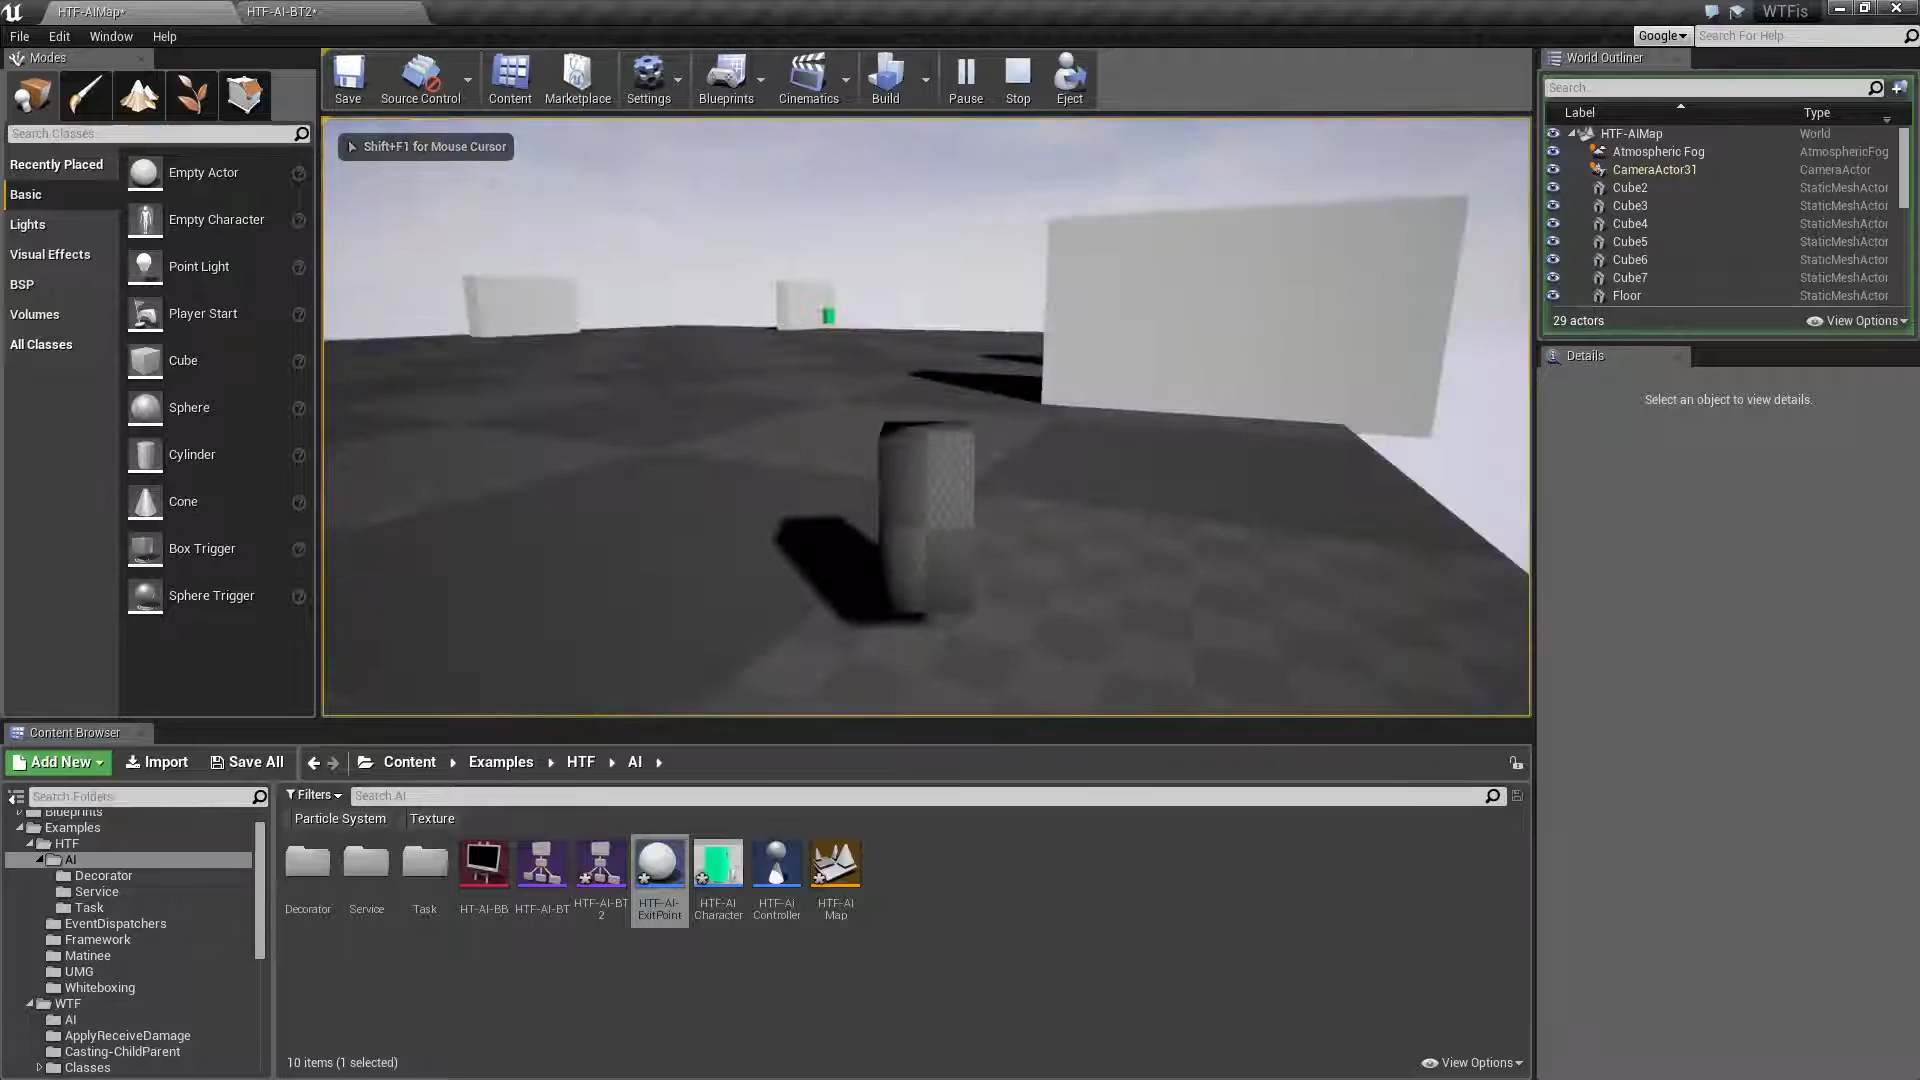 HTF-AIMap*
HTF-AI-BT2*
WTFis
File Edit Window Help
Google
Search For Help
Modes
Search Classes
Recently Placed
Basic
Lights
Visual Effects
BSP
Volumes
All Classes
Empty Actor
Empty Character
Point Light
Player Start
Cube
Sphere
Cylinder
Cone
Box Trigger
Sphere Trigger
Save
Source Control
Content
Marketplace
Settings
Blueprints
Cinematics
Build
Pause
Stop
Eject
Shift+F1 for Mouse Cursor
World Outliner
Search...
Label Type
HTF-AIMap World
Atmospheric Fog AtmosphericFog
CameraActor31 CameraActor
Cube2 StaticMeshActor
Cube3 StaticMeshActor
Cube4 StaticMeshActor
Cube5 StaticMeshActor
Cube6 StaticMeshActor
Cube7 StaticMeshActor
Floor StaticMeshActor
29 actors
View Options
Details
Select an object to view details.
Content Browser
Add New
Import
Save All
Content Examples HTF AI
Search Folders
Blueprints
Examples
HTF
AI
Decorator
Service
Task
EventDispatchers
Framework
Matinee
UMG
Whiteboxing
WTF
AI
ApplyReceiveDamage
Casting-ChildParent
Classes
Filters
Search AI
Particle System
Texture
Decorator
Service
Task
HT-AI-BB
HTF-AI-BT
HTF-AI-BT
2
HTF-AI-
ExitPoint
HTF-AI
Character
HTF-Ai
Controller
HTF-AI
Map
10 items (1 selected)
View Options